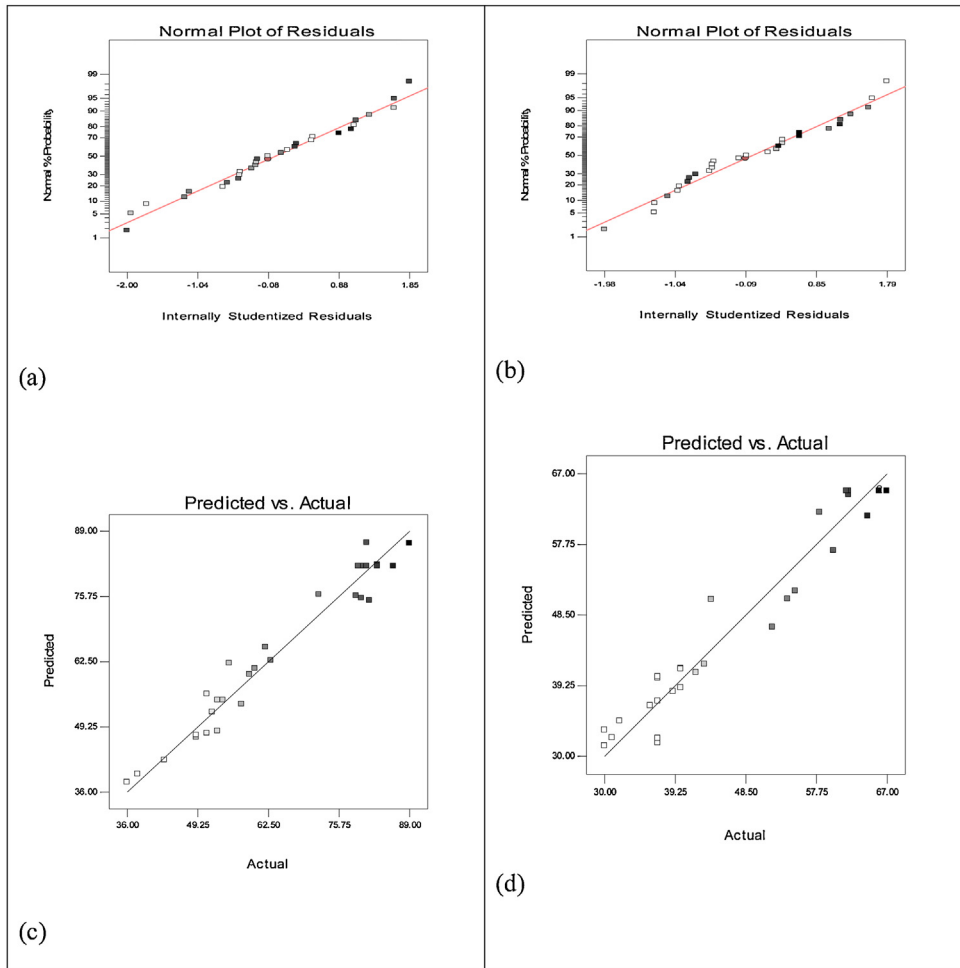 Normal Plot of Residuals
Normal % Probability
99
95
90
80
70
50
30
20
10
5
1
-2.00 -1.04 -0.08 0.88 1.85
Internally Studentized Residuals
(a)
Normal Plot of Residuals
Normal % Probability
99
95
90
80
70
50
30
20
10
5
1
-1.98 -1.04 -0.09 0.85 1.79
Internally Studentized Residuals
(b)
Predicted vs. Actual
Predicted
89.00
75.75
62.50
49.25
36.00
36.00 49.25 62.50 75.75 89.00
Actual
(c)
Predicted vs. Actual
Predicted
67.00
57.75
48.50
39.25
30.00
30.00 39.25 48.50 57.75 67.00
Actual
(d)